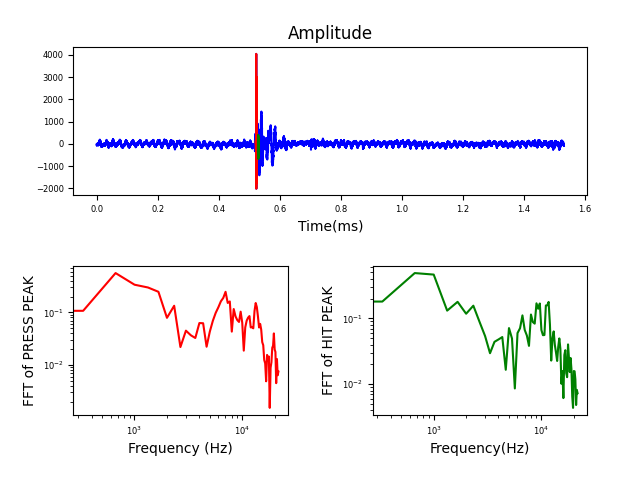 Amplitude
4000
3000
2000
1000
0
−1000
−2000
0.0 0.2 0.4 0.6 0.8 1.0 1.2 1.4 1.6
Time(ms)
FFT of PRESS PEAK
10⁻¹
10⁻²
10³ 10⁴
Frequency (Hz)
FFT of HIT PEAK
10⁻¹
10⁻²
10³ 10⁴
Frequency(Hz)